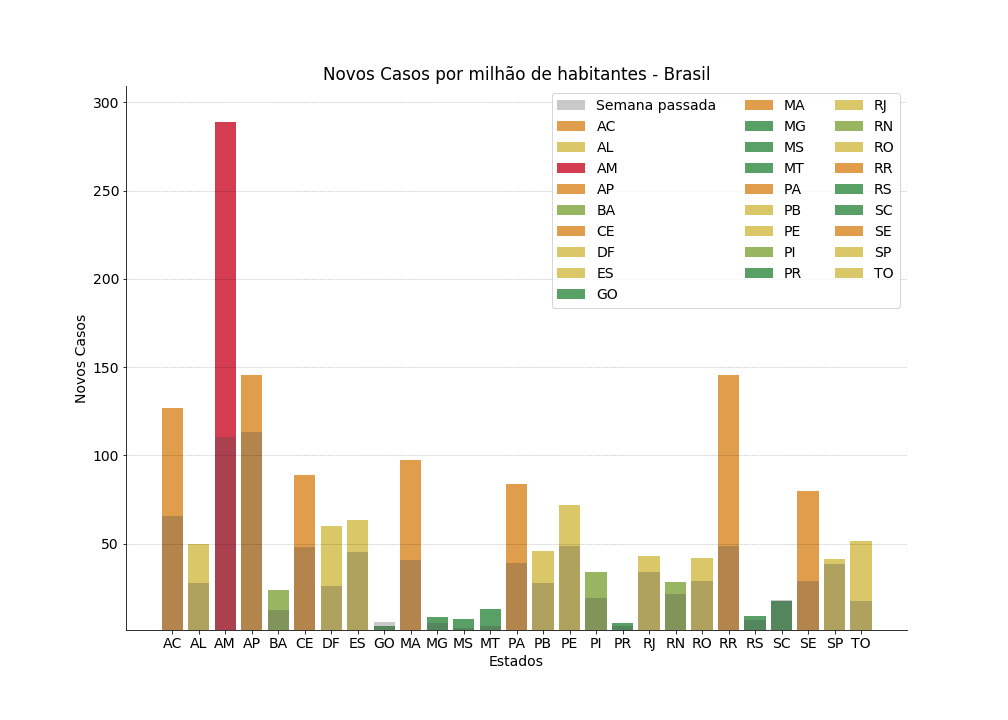 Novos Casos por milhão de habitantes - Brasil
Novos Casos
300
250
200
150
100
50
Semana passada
AC
AL
AM
AP
BA
CE
DF
ES
GO
MA
MG
MS
MT
PA
PB
PE
PI
PR
RJ
RN
RO
RR
RS
SC
SE
SP
TO
AC AL AM AP BA CE DF ES GO MA MG MS MT PA PB PE PI PR RJ RN RO RR RS SC SE SP TO
Estados